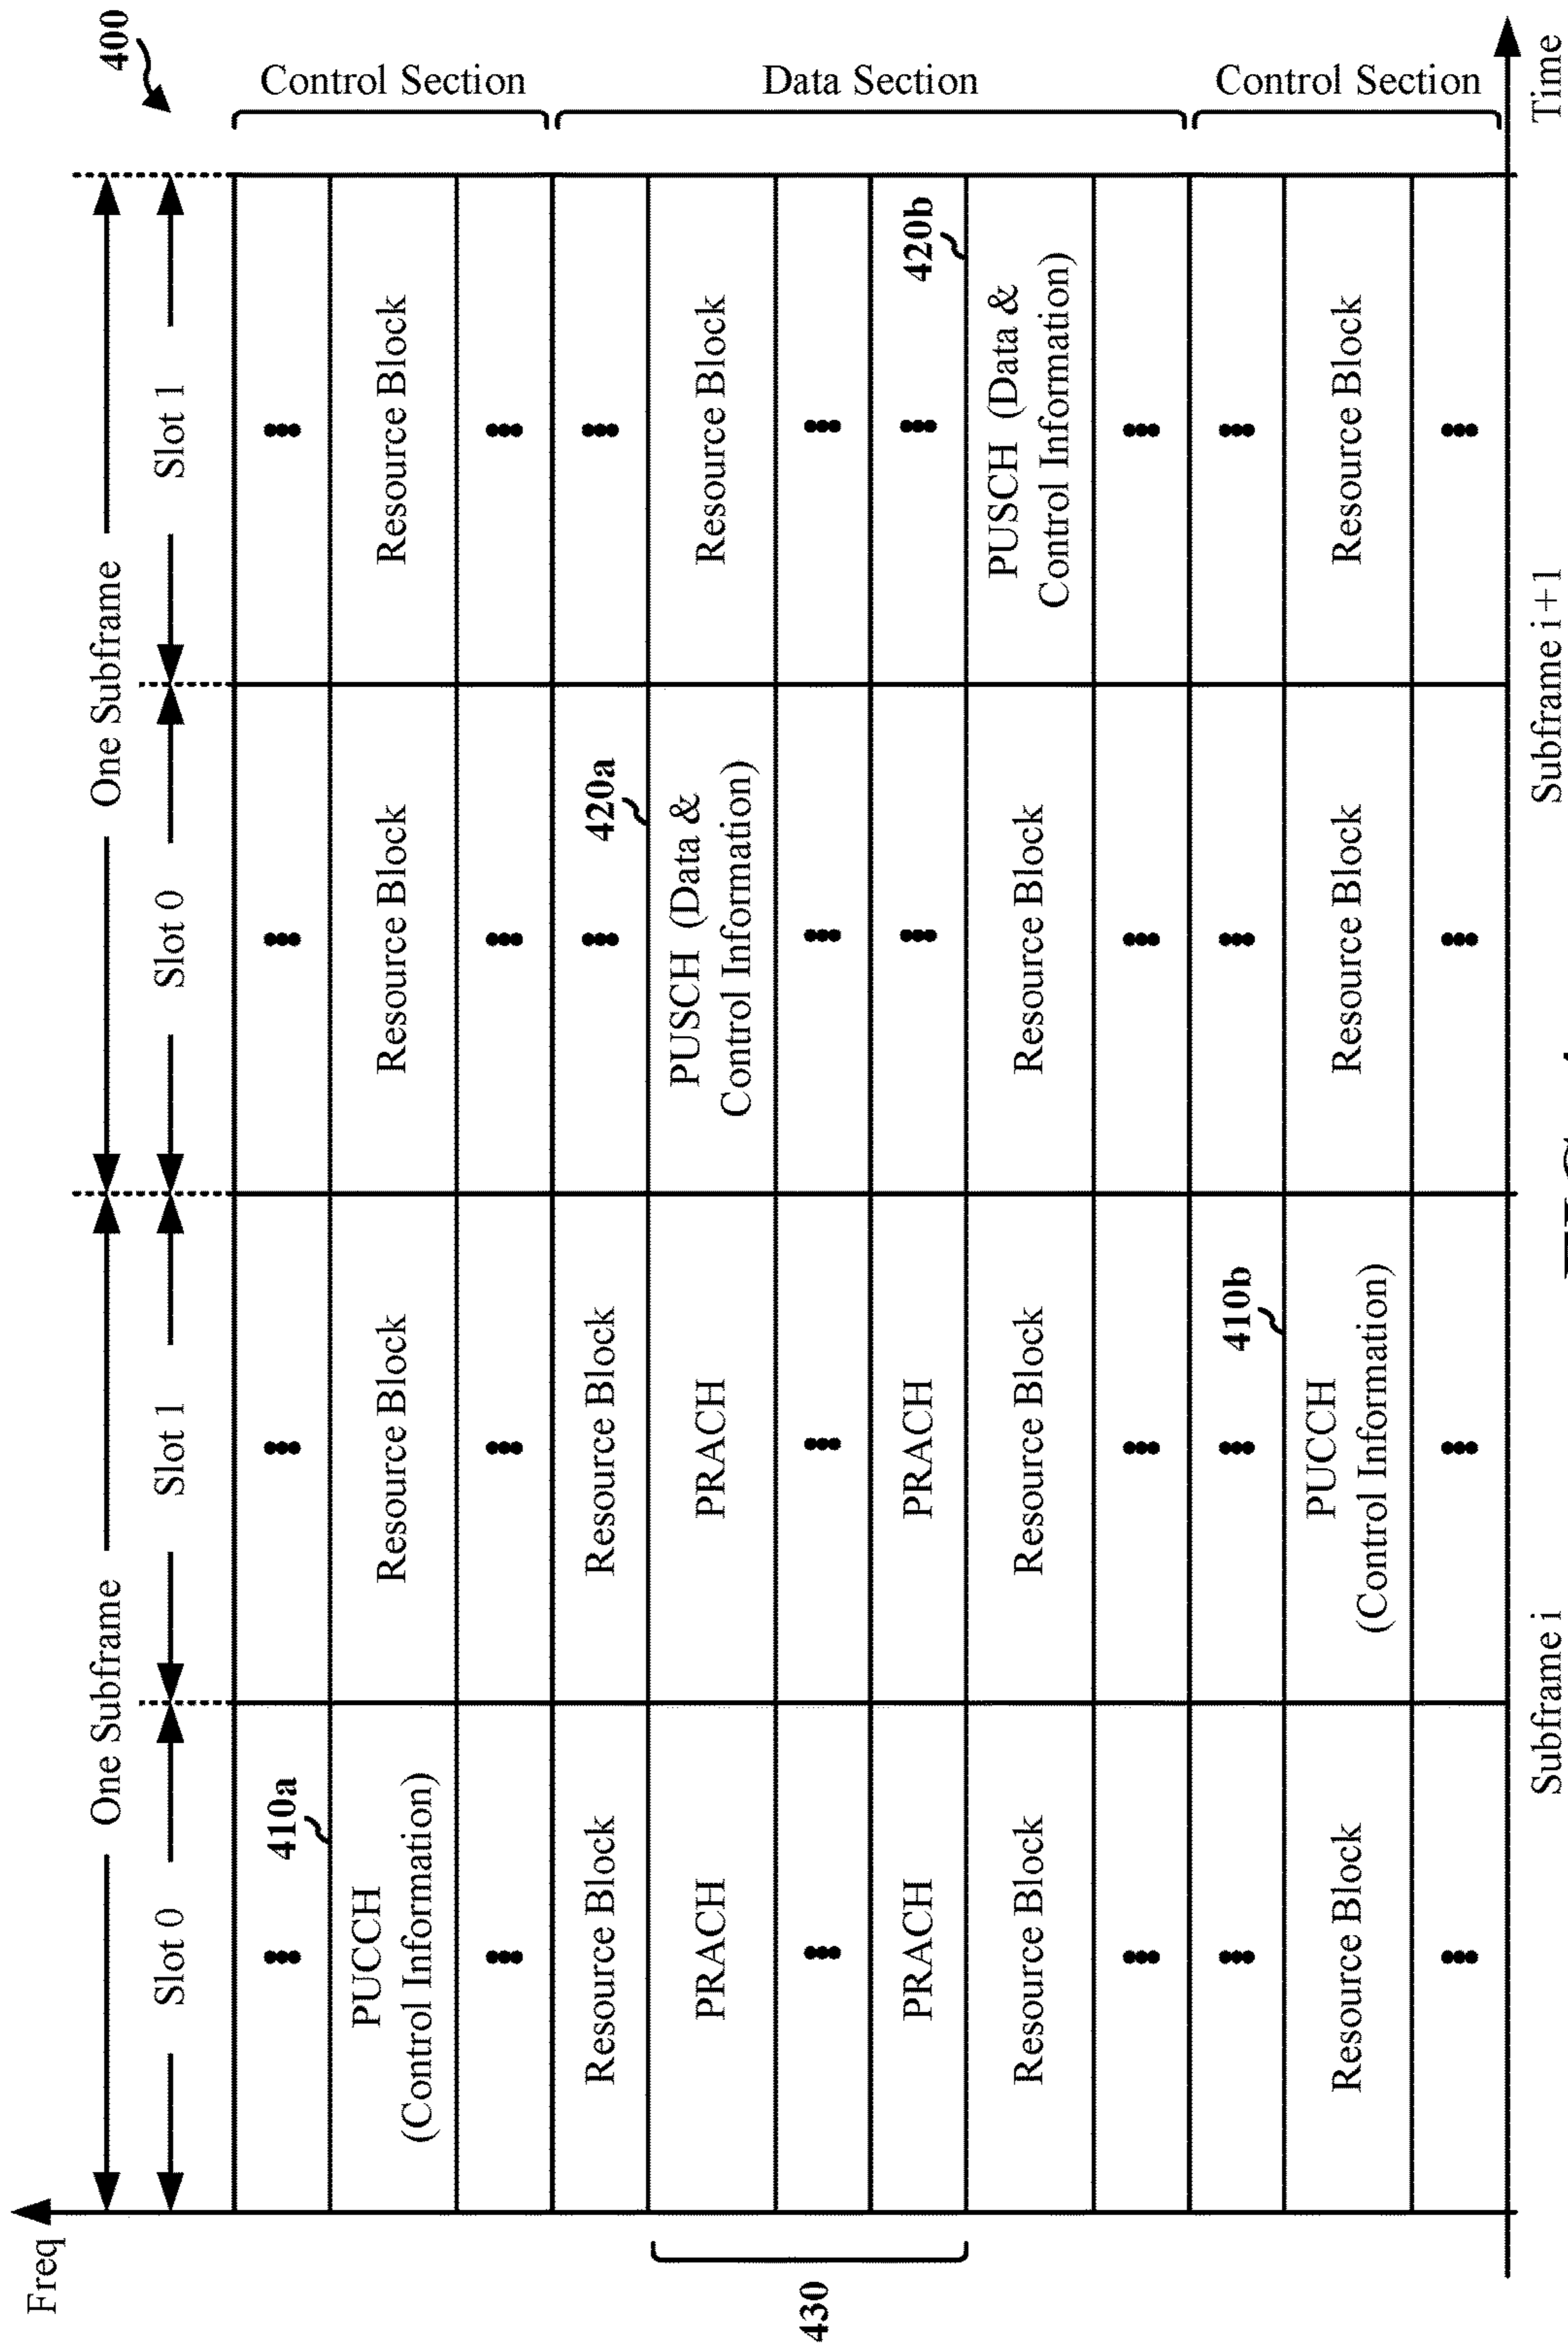 Freq
400
One Subframe
One Subframe
Slot 0
Slot 1
Slot 0
Slot 1
410a
PUCCH
(Control Information)
Resource Block
Resource Block
Resource Block
Control Section
Resource Block
Resource Block
420a
PRACH
PRACH
PUSCH (Data &
Control Information)
Resource Block
430
Data Section
PRACH
PRACH
420b
Resource Block
Resource Block
Resource Block
PUSCH (Data &
Control Information)
410b
Resource Block
PUCCH
(Control Information)
Resource Block
Resource Block
Control Section
Time
Subframe i
Subframe i + 1